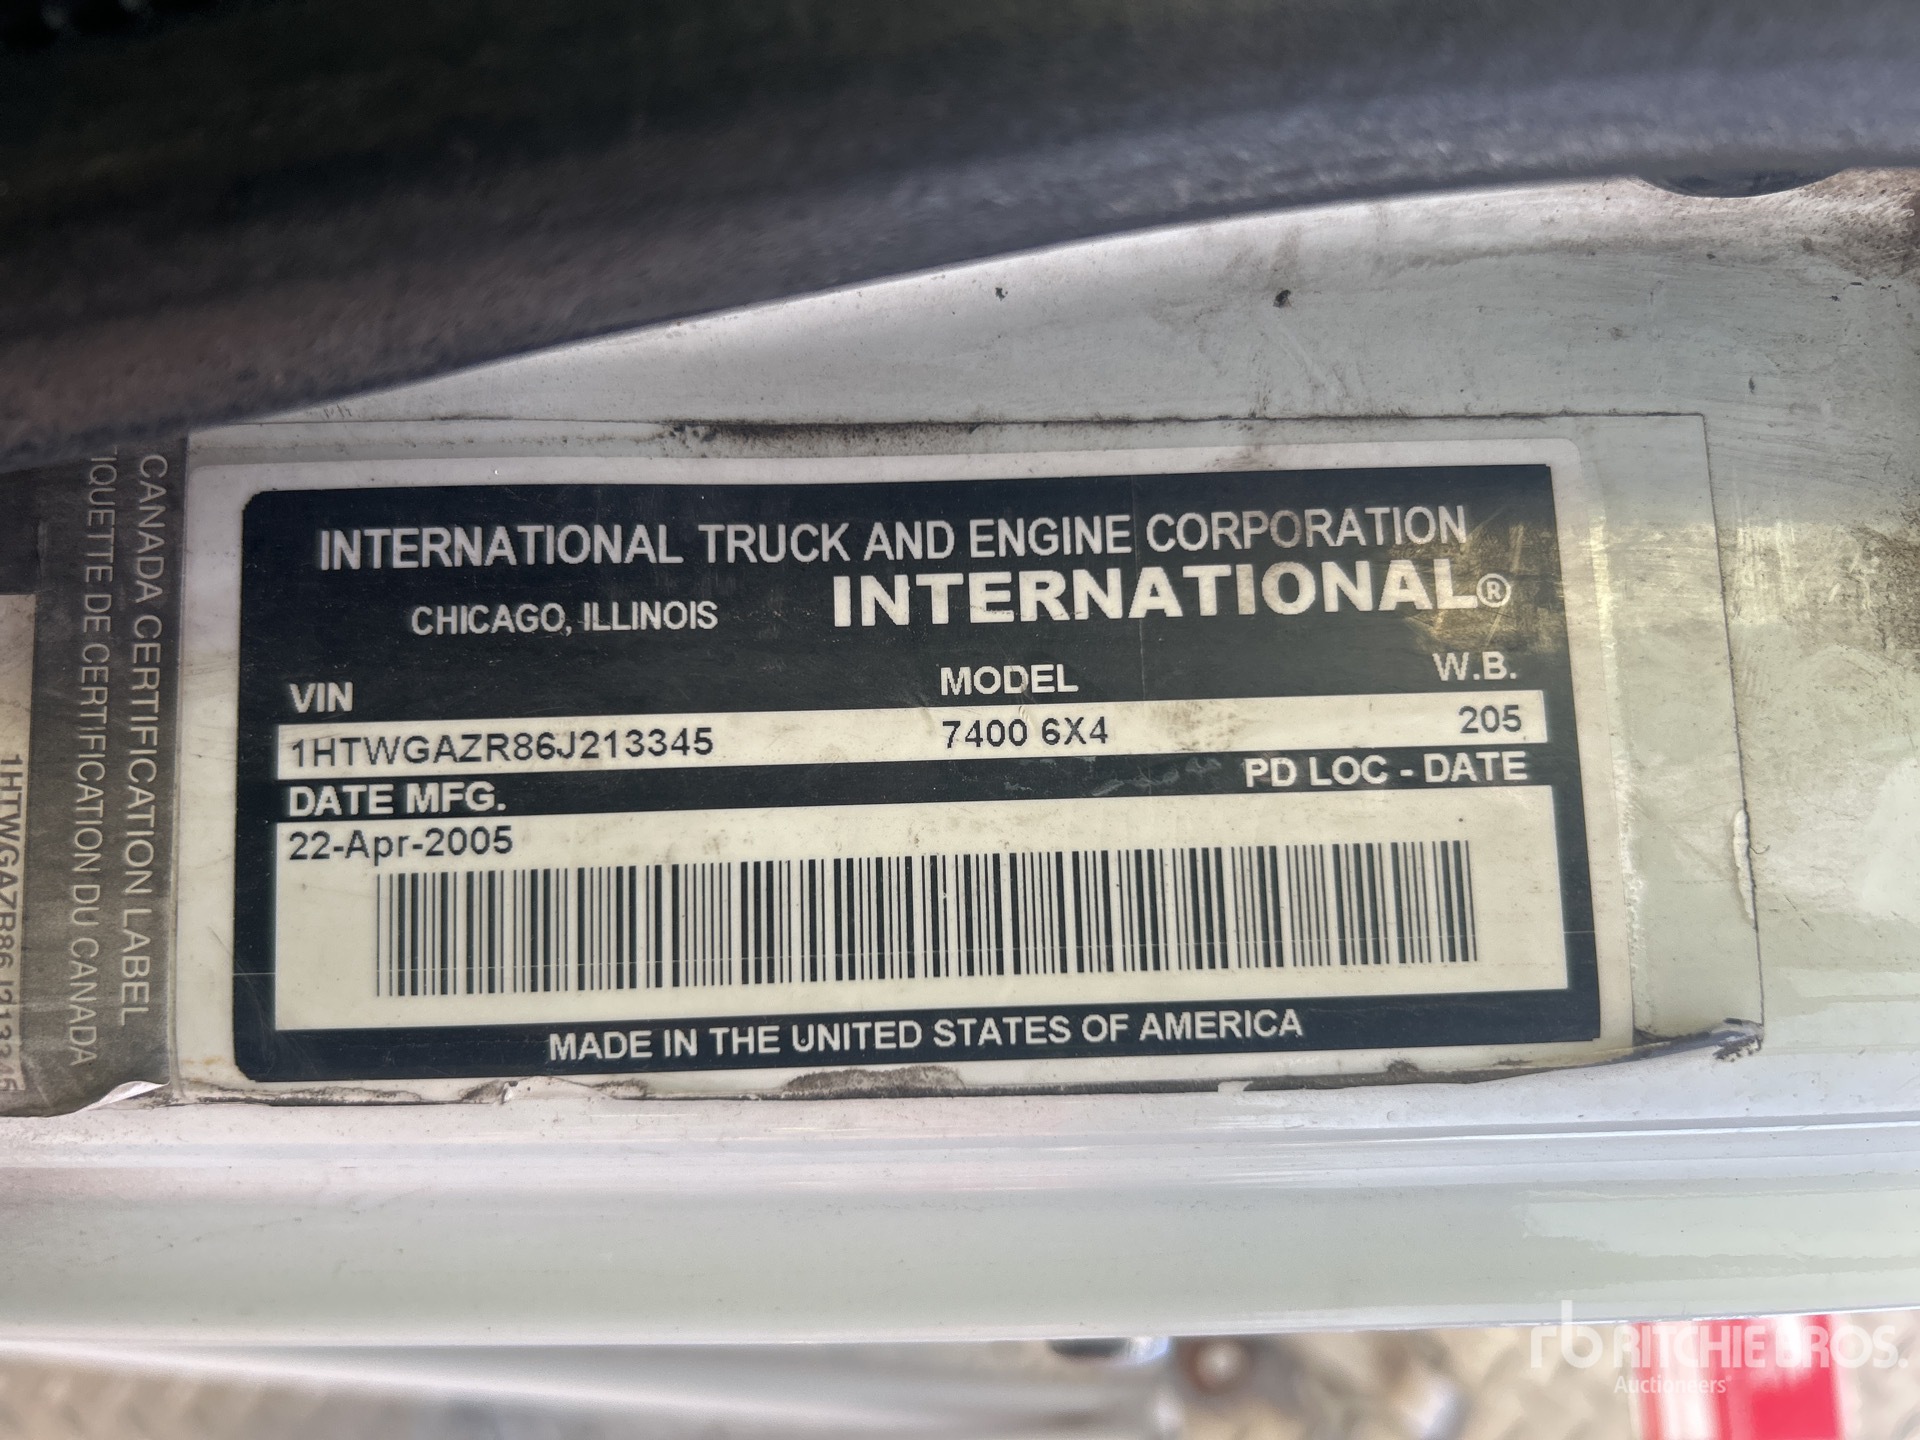 INTERNATIONAL TRUCK AND ENGINE CORPORATION
CHICAGO, ILLINOIS INTERNATIONAL®
VIN MODEL W.B.
1HTWGAZR86J213345 7400 6X4 205
DATE MFG. PD LOC - DATE
22-Apr-2005
MADE IN THE UNITED STATES OF AMERICA
CANADA CERTIFICATION LABEL
TIQUETTE DE CERTIFICATION DU CANADA
1HTWGAZR86J213345
rb RITCHIE BROS.
Auctioneers